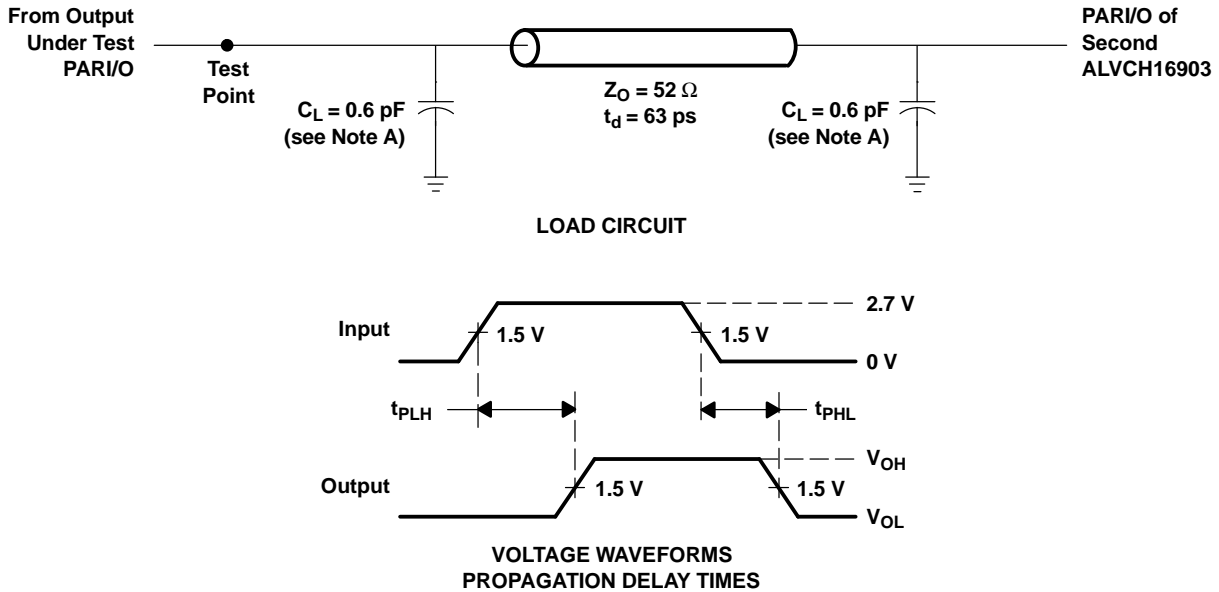 From Output
Under Test
PARI/O
Test
Point
C_L = 0.6 pF
(see Note A)
Z_O = 52 Ω
t_d = 63 ps
C_L = 0.6 pF
(see Note A)
PARI/O of
Second
ALVCH16903
LOAD CIRCUIT
Input
1.5 V
1.5 V
2.7 V
0 V
t_PLH
t_PHL
Output
1.5 V
1.5 V
V_OH
V_OL
VOLTAGE WAVEFORMS
PROPAGATION DELAY TIMES